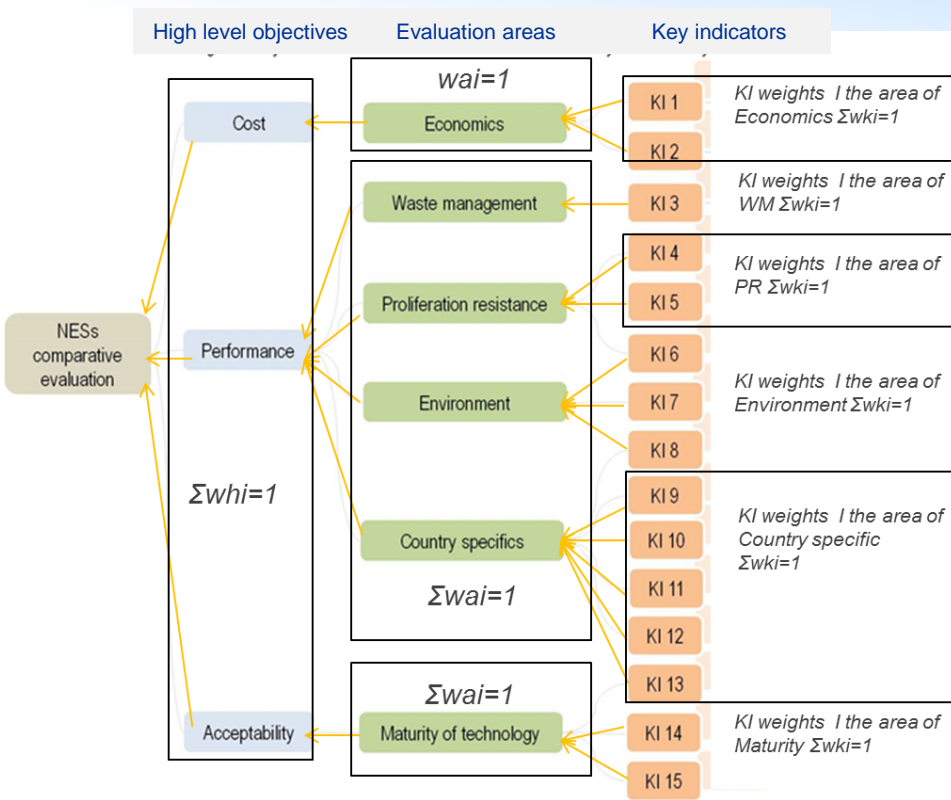 High level objectives
Evaluation areas
Key indicators
wai=1
Cost
Economics
KI 1
KI 2
KI weights I the area of
Economics Σwki=1
Waste management
KI 3
KI weights I the area of
WM Σwki=1
Proliferation resistance
KI 4
KI 5
KI weights I the area of
PR Σwki=1
NESs
comparative
evaluation
Performance
Environment
KI 6
KI 7
KI 8
KI weights I the area of
Environment Σwki=1
Σwhi=1
Country specifics
Σwai=1
KI 9
KI 10
KI 11
KI 12
KI 13
KI weights I the area of
Country specific
Σwki=1
Σwai=1
Acceptability
Maturity of technology
KI 14
KI 15
KI weights I the area of
Maturity Σwki=1